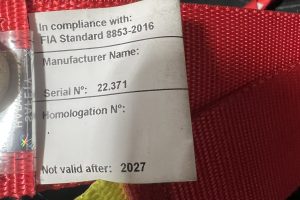 In compliance with:
FIA Standard 8853-2016
Manufacturer Name:
Serial N°: 22.371
Homologation N°:
Not valid after: 2027